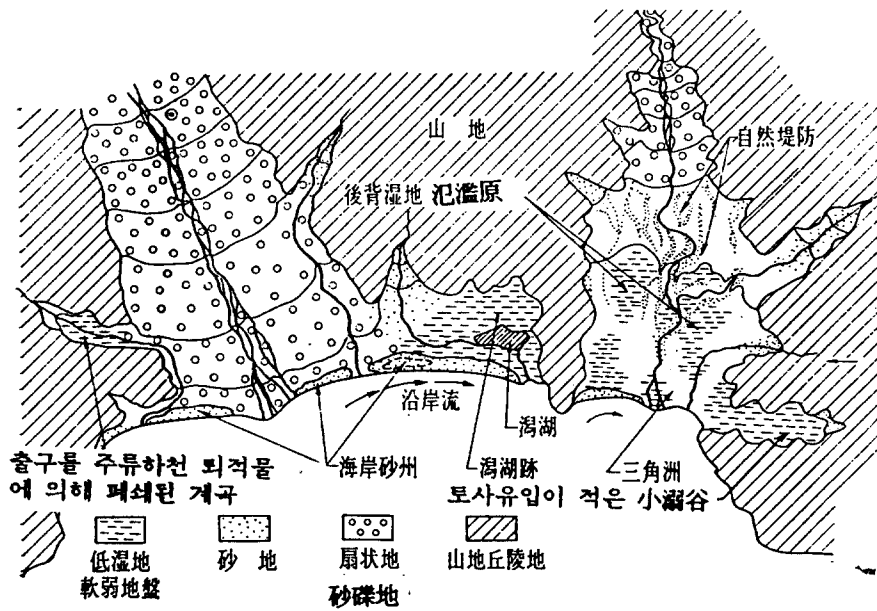 山 地
自然堤防
後背湿地 氾濫原
沿岸流
潟湖
출구를 주류하천 퇴적물
에 의해 폐쇄된 계곡
海岸砂州
潟湖跡
三角洲
토사유입이 적은 小溺谷
低湿地
軟弱地盤
砂 地
扇状地
砂礫地
山地丘陵地